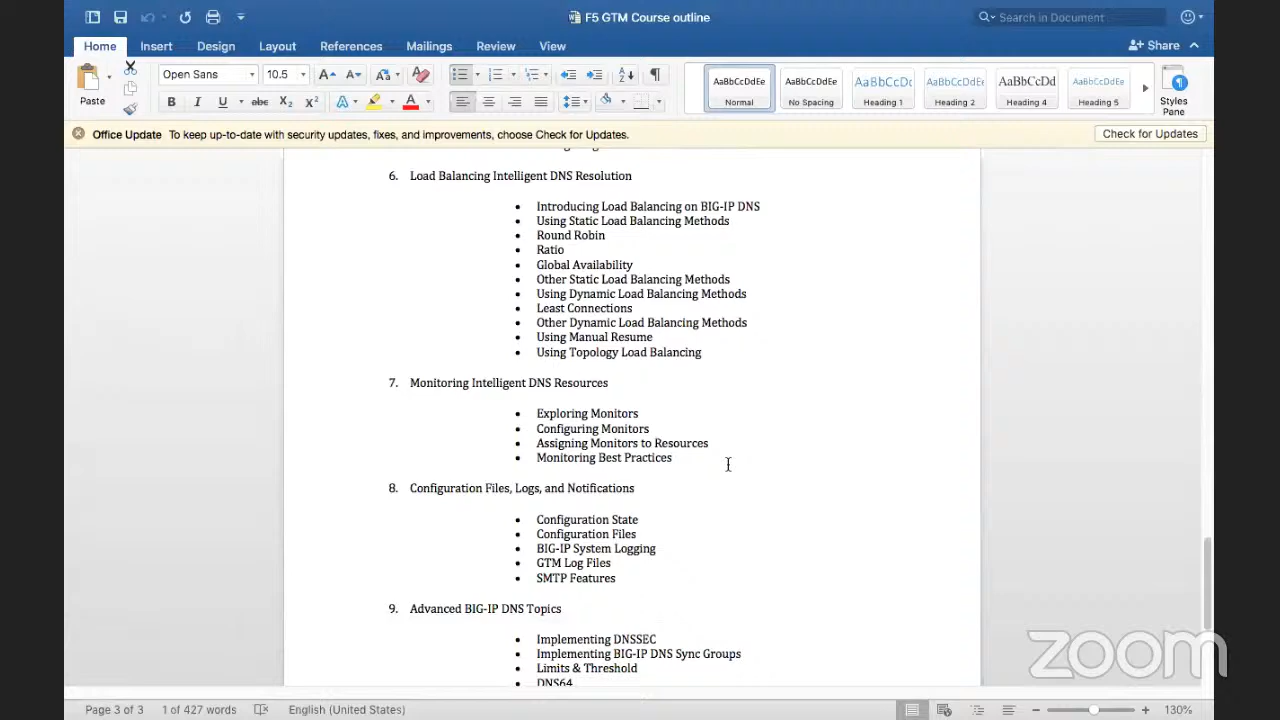 F5 GTM Course outline
Search in Document
Home Insert Design Layout References Mailings Review View
Share
Paste
Open Sans
10.5
AaBbCcDdEe AaBbCcDdEe AaBbCcDc AaBbCcDdEe AaBbCcDd AaBbCcDdEe
Normal No Spacing Heading 1 Heading 2 Heading 4 Heading 5
Styles Pane
B I U abc X₂ X² A A
Office Update To keep up-to-date with security updates, fixes, and improvements, choose Check for Updates.
Check for Updates
6. Load Balancing Intelligent DNS Resolution
• Introducing Load Balancing on BIG-IP DNS
• Using Static Load Balancing Methods
• Round Robin
• Ratio
• Global Availability
• Other Static Load Balancing Methods
• Using Dynamic Load Balancing Methods
• Least Connections
• Other Dynamic Load Balancing Methods
• Using Manual Resume
• Using Topology Load Balancing
7. Monitoring Intelligent DNS Resources
• Exploring Monitors
• Configuring Monitors
• Assigning Monitors to Resources
• Monitoring Best Practices
8. Configuration Files, Logs, and Notifications
• Configuration State
• Configuration Files
• BIG-IP System Logging
• GTM Log Files
• SMTP Features
9. Advanced BIG-IP DNS Topics
• Implementing DNSSEC
• Implementing BIG-IP DNS Sync Groups
• Limits & Threshold
• DNS64
zoom
Page 3 of 3 1 of 427 words English (United States) 130%